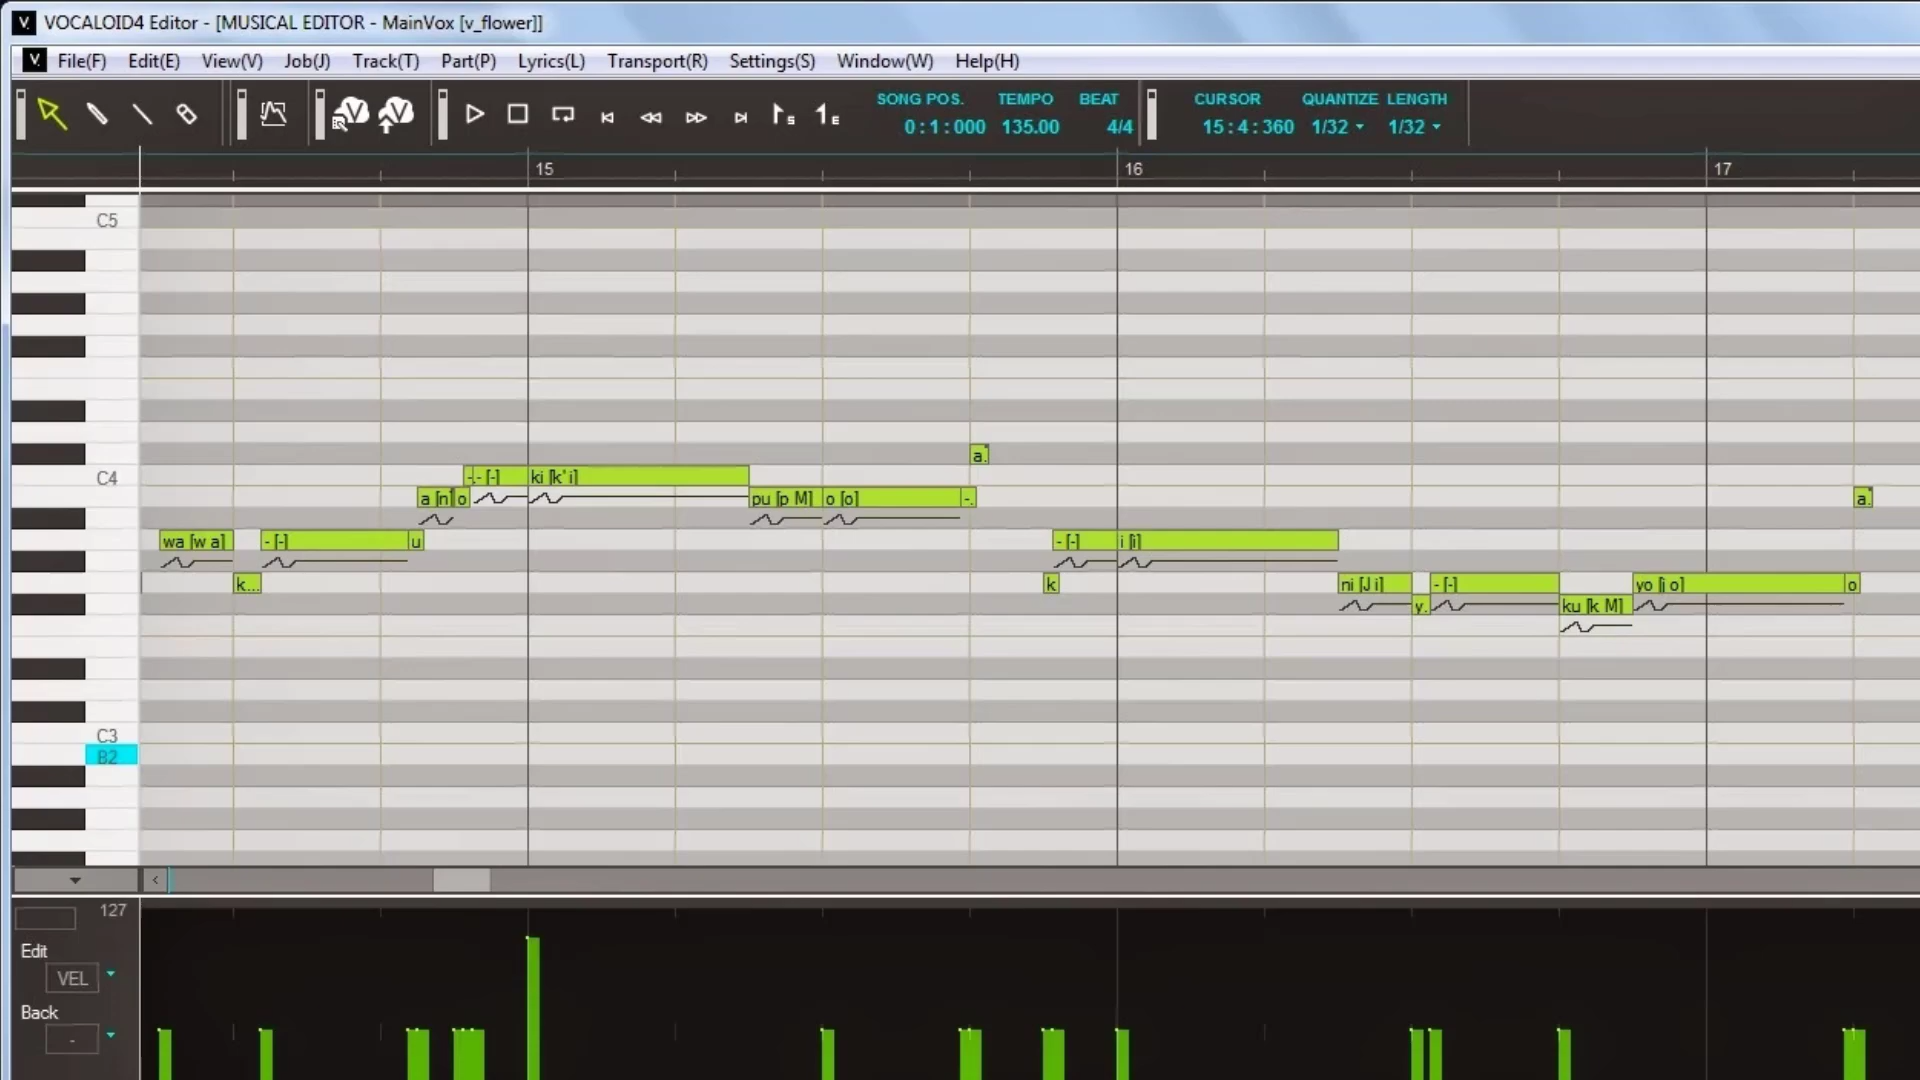 VOCALOID4 Editor - [MUSICAL EDITOR - MainVox [v_flower]]
File(F) Edit(E) View(V) Job(J) Track(T) Part(P) Lyrics(L) Transport(R) Settings(S) Window(W) Help(H)
SONG POS. TEMPO BEAT CURSOR QUANTIZE LENGTH
0:1:000 135.00 4/4 15:4:360 1/32 1/32
15 16 17
C5
a.
C4 - - [-] ki [k' i]
a [n] o pu [p M] o [o] - a
wa [w a] - [-] u - [-] i [i]
k... k ni [J i] - [-] yo [j o] o
y. ku [k M]
C3
B2
127
Edit
VEL
Back
-